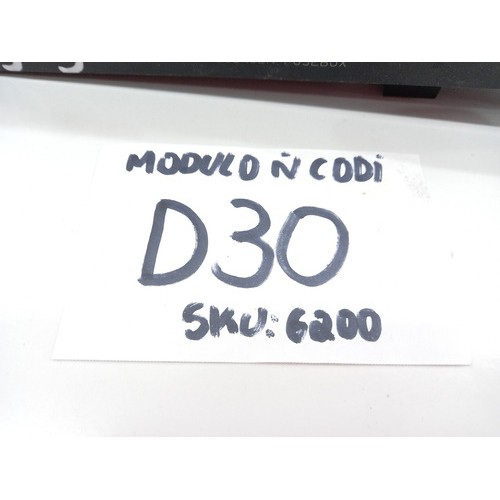 MODULO Ñ CODI
D30
SKU: 6200